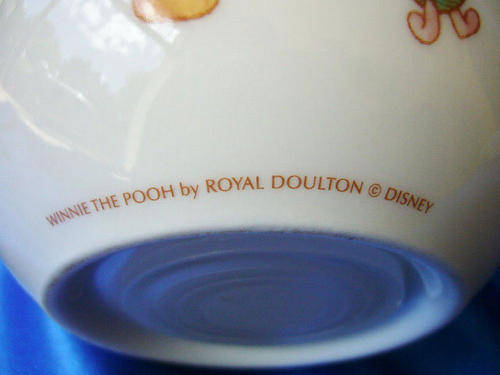 WINNIE THE POOH by ROYAL DOULTON © DISNEY